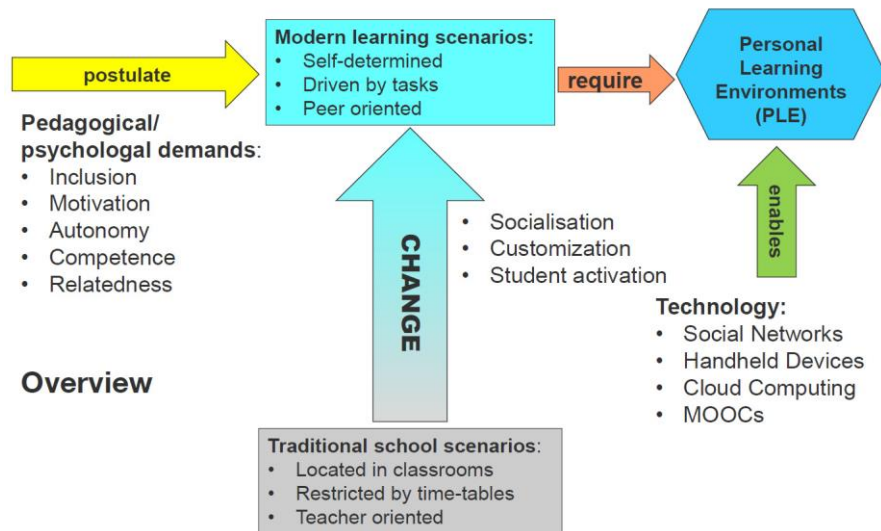 postulate
Modern learning scenarios:
• Self-determined
• Driven by tasks
• Peer oriented
require
Personal
Learning
Environments
(PLE)
Pedagogical/
psychologal demands:
• Inclusion
• Motivation
• Autonomy
• Competence
• Relatedness
CHANGE
• Socialisation
• Customization
• Student activation
enables
Technology:
• Social Networks
• Handheld Devices
• Cloud Computing
• MOOCs
Overview
Traditional school scenarios:
• Located in classrooms
• Restricted by time-tables
• Teacher oriented